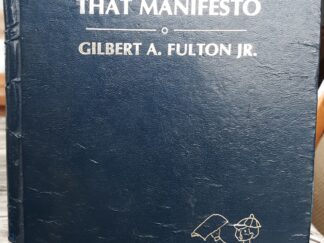 THAT MANIFESTO
GILBERT A. FULTON JR.